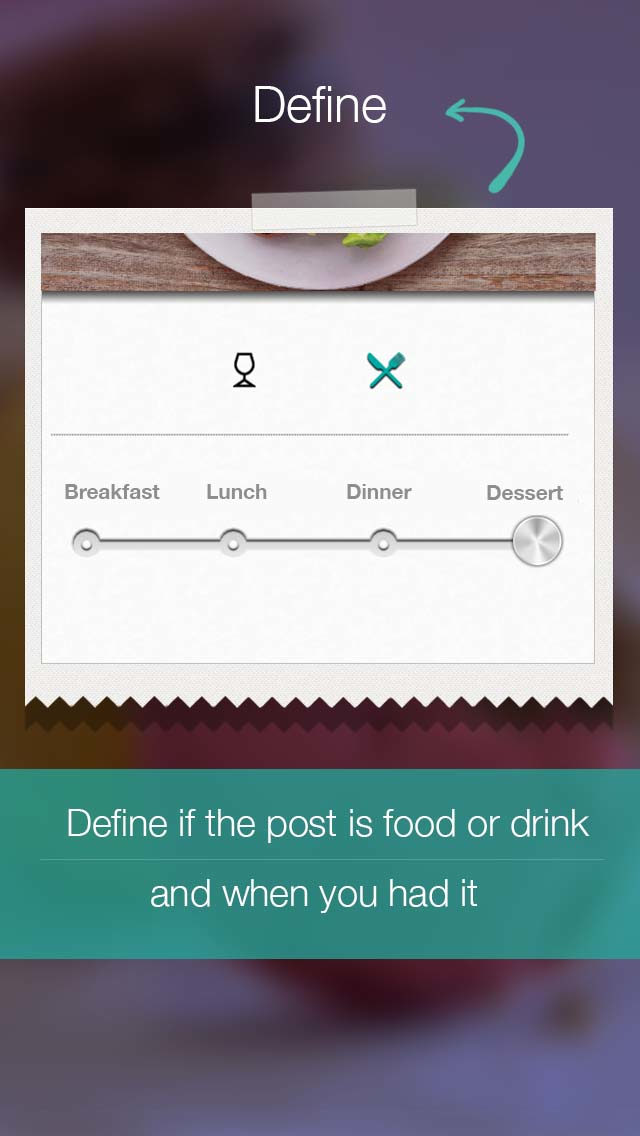 Define
Breakfast Lunch Dinner Dessert
Define if the post is food or drink
and when you had it